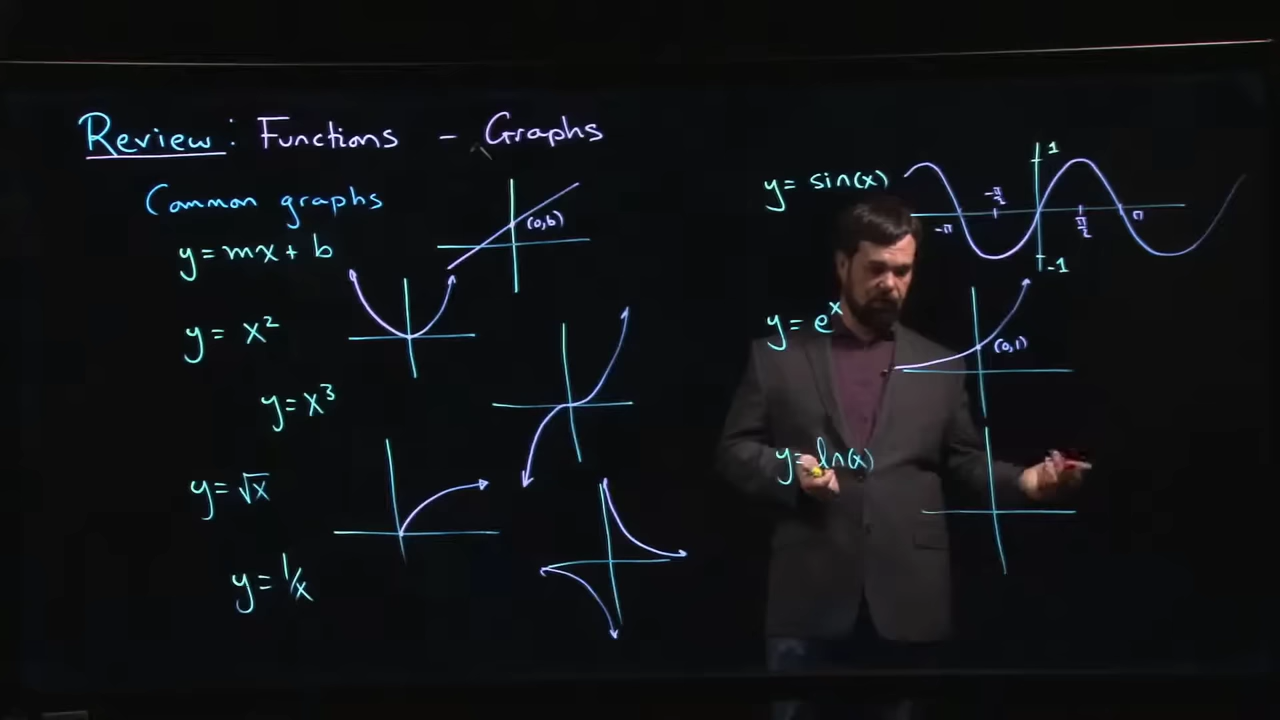 Review: Functions - Graphs
Common graphs
y = mx + b
(0,b)
y = x²
y = x³
y = √x
y = 1/x
y = sin(x)
1
-π
-π/2
π/2
π
-1
y = eˣ
(0,1)
y = ln(x)